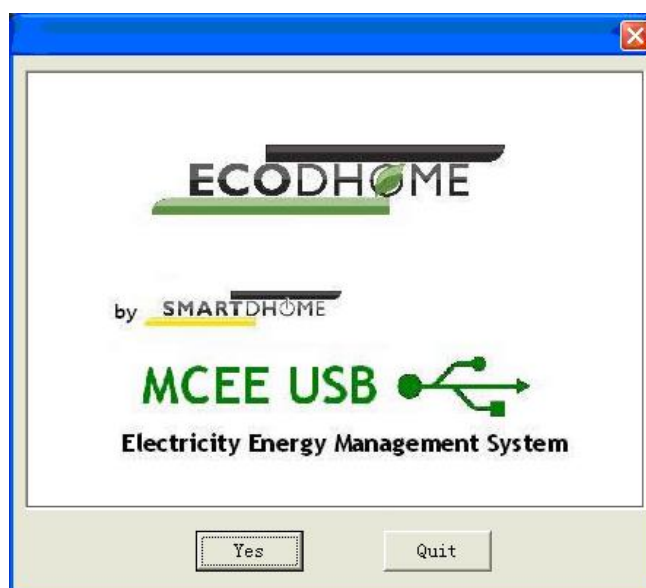 ECODHOME
by SMARTDHOME
MCEE USB
Electricity Energy Management System
Yes Quit